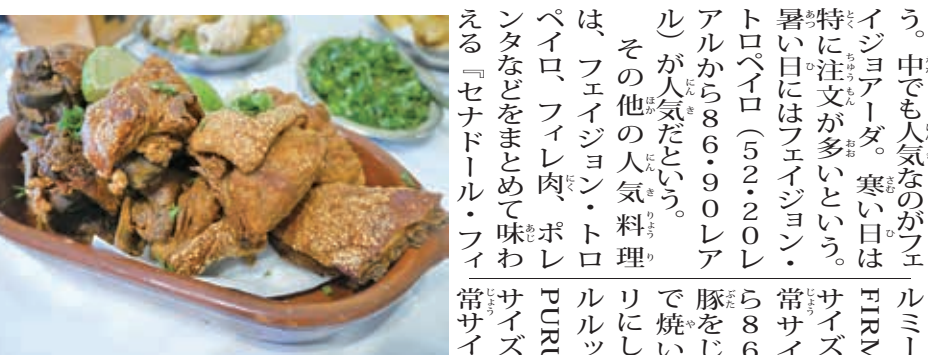 う。中でも人気なのがフェ
イジョアーダ。寒い日は
特に注文が多いという。
暑い日にはフェイジョン・
トロペイロ（52・20レ
アルから86・90レア
ル）が人気だという。
その他の人気料理
は、フェイジョン・トロ
ペイロ、フィレ肉、ポレ
ンタなどをまとめて味わ
える『セナドール・フィ
ルミー
FIRM
サイズ
常サイ
ら86
豚をじ
で焼い
リにし
ルルッ
PURU
サイズ
常サイ